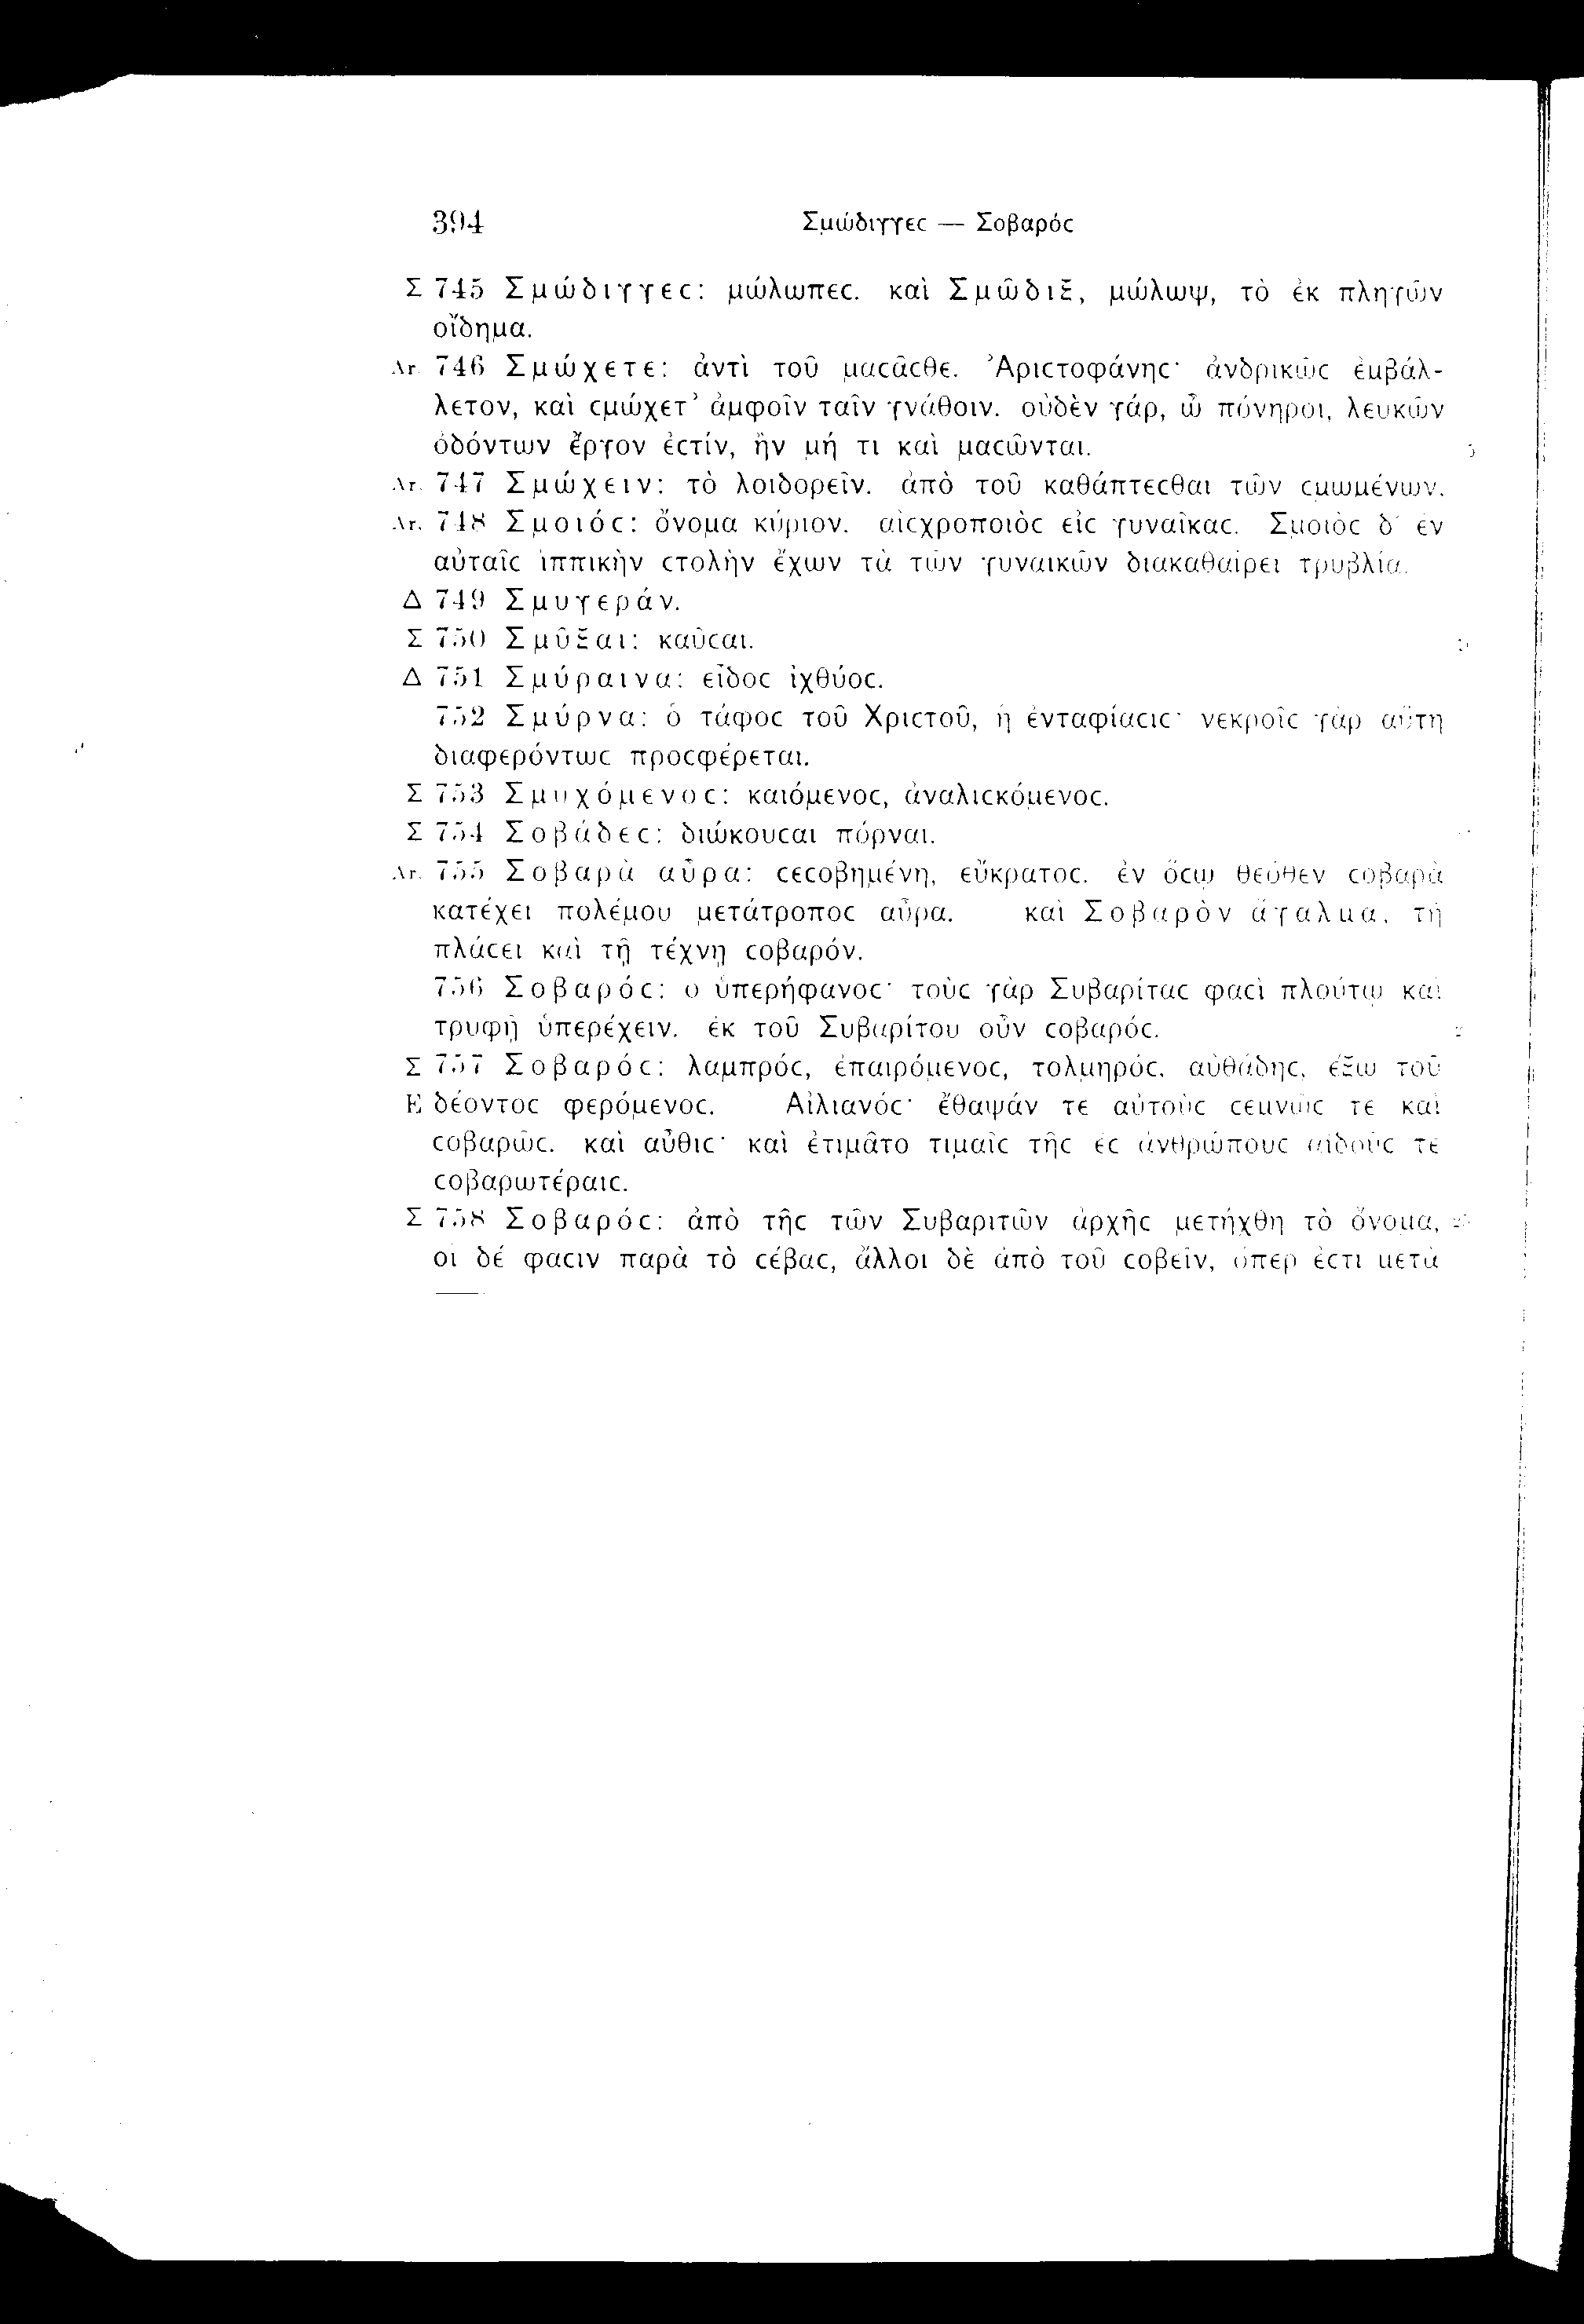 394 Σμώδιγγεc — Σοβαρόc
Σ 745 Σμώδιγγεc: μώλωπεc. καὶ Σμῶδιξ, μώλωψ, τὸ ἐκ πληγῶν
οἴδημα.
Ar. 746 Σμώχετε: ἀντὶ τοῦ μαcᾶcθε. Ἀριcτοφάνηc· ἀνδρικῶc ἐμβάλ-
λετον, καὶ cμώχετ’ ἀμφοῖν ταῖν γνάθοιν. οὐδὲν γάρ, ὦ πόνηροι, λευκῶν
ὀδόντων ἔργον ἐcτίν, ἢν μή τι καὶ μαcῶνται. 5
Ar. 747 Σμώχειν: τὸ λοιδορεῖν. ἀπὸ τοῦ καθάπτεcθαι τῶν cμωμένων.
Ar. 748 Σμοιόc: ὄνομα κύριον. αἰcχροποιὸc εἰc γυναῖκαc. Σμοιὸc δ’ ἐν
αὐταῖc ἱππικὴν cτολὴν ἔχων τὰ τῶν γυναικῶν διακαθαίρει τρυβλία.
Δ 749 Σμυγεράν.
Σ 750 Σμῦξαι: καῦcαι.
Δ 751 Σμύραινα: εἶδοc ἰχθύοc.
752 Σμύρνα: ὁ τάφοc τοῦ Χριcτοῦ, ἡ ἐνταφίαcιc· νεκροῖc γὰρ αὕτη
διαφερόντωc προcφέρεται.
Σ 753 Σμυχόμενοc: καιόμενοc, ἀναλιcκόμενοc.
Σ 754 Σοβάδεc: διώκουcαι πόρναι.
Ar. 755 Σοβαρὰ αὔρα: cεcοβημένη, εὔκρατοc. ἐν ὅcῳ θεόθεν cοβαρὰ
κατέχει πολέμου μετάτροποc αὔρα. καὶ Σοβαρὸν ἄγαλμα, τῇ
πλάcει καὶ τῇ τέχνῃ cοβαρόν.
756 Σοβαρόc: ὁ ὑπερήφανοc· τοὺc γὰρ Συβαρίταc φαcὶ πλούτῳ καὶ
τρυφῇ ὑπερέχειν. ἐκ τοῦ Συβαρίτου οὖν cοβαρόc.
Σ 757 Σοβαρόc: λαμπρόc, ἐπαιρόμενοc, τολμηρόc, αὐθάδηc, ἔξω τοῦ
E δέοντοc φερόμενοc. Αἰλιανόc· ἔθαψάν τε αὐτοὺc cεμνῶc τε καὶ
cοβαρῶc. καὶ αὖθιc· καὶ ἐτιμᾶτο τιμαῖc τῆc ἐc ἀνθρώπουc αἰδοῦc τε
cοβαρωτέραιc.
Σ 758 Σοβαρόc: ἀπὸ τῆc τῶν Συβαριτῶν ἀρχῆc μετήχθη τὸ ὄνομα,
οἱ δέ φαcιν παρὰ τὸ cέβαc, ἄλλοι δὲ ἀπὸ τοῦ cοβεῖν, ὅπερ ἐcτὶ μετὰ